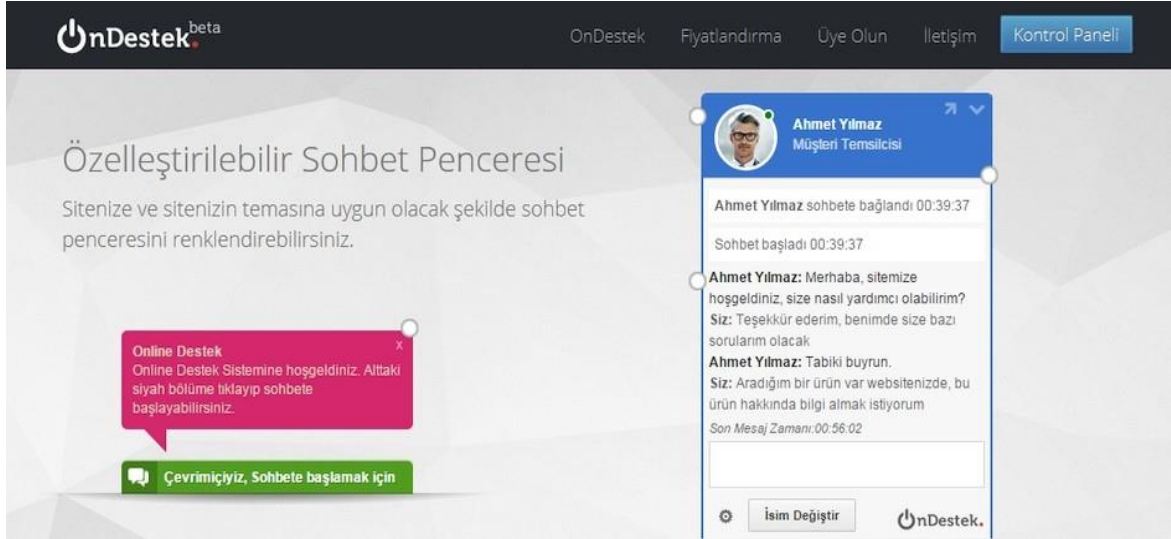 OnDestek. beta
OnDestek Fiyatlandırma Üye Olun İletişim Kontrol Paneli
Özelleştirilebilir Sohbet Penceresi
Sitenize ve sitenizin temasına uygun olacak şekilde sohbet
penceresini renklendirebilirsiniz.
Online Destek x
Online Destek Sistemine hoşgeldiniz. Alttaki
siyah bölüme tıklayıp sohbete
başlayabilirsiniz.
Çevrimiçiyiz, Sohbete başlamak için
Ahmet Yılmaz
Müşteri Temsilcisi
Ahmet Yılmaz sohbete bağlandı 00:39:37
Sohbet başladı 00:39:37
Ahmet Yılmaz: Merhaba, sitemize
hoşgeldiniz, size nasıl yardımcı olabilirim?
Siz: Teşekkür ederim, benimde size bazı
sorularım olacak
Ahmet Yılmaz: Tabiki buyrun.
Siz: Aradığım bir ürün var websitenizde, bu
ürün hakkında bilgi almak istiyorum
Son Mesaj Zamanı:00:56:02
İsim Değiştir
OnDestek.